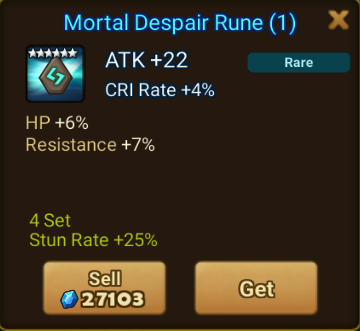 Mortal Despair Rune (1)
ATK +22
Rare
CRI Rate +4%
HP +6%
Resistance +7%
4 Set
Stun Rate +25%
Sell
27103
Get